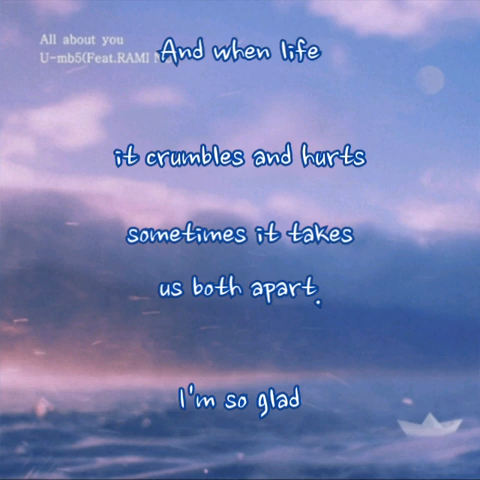 All about you
U-mb5(Feat.RAMI
And when life
it crumbles and hurts
sometimes it takes
us both apart.
I'm so glad